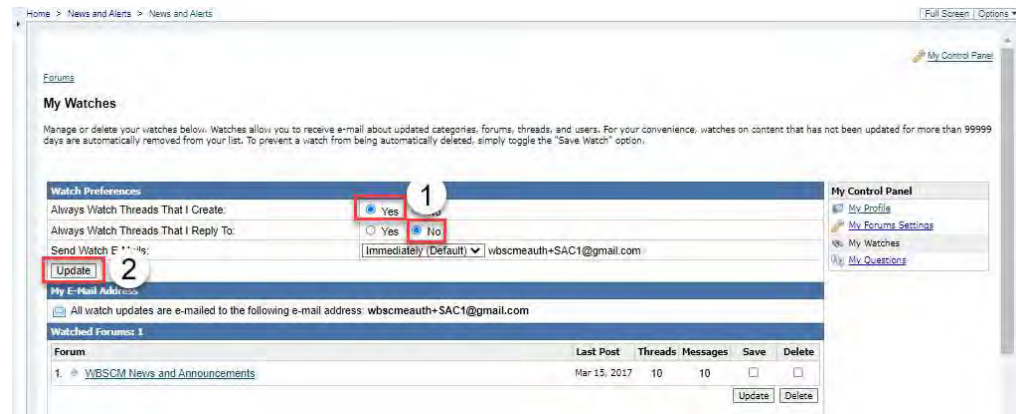 Home > News and Alerts > News and Alerts
Full Screen Options
My Control Panel
Forums
My Watches
Manage or delete your watches below. Watches allow you to receive e-mail about updated categories, forums, threads, and users. For your convenience, watches on content that has not been updated for more than 99999
days are automatically removed from your list. To prevent a watch from being automatically deleted, simply toggle the "Save Watch" option.
Watch Preferences
Always Watch Threads That I Create: Yes
1
Always Watch Threads That I Reply To: Yes No
Send Watch Immediately (Default) wbscmeauth+SAC1@gmail.com
Update
2
My E-Mail Address
All watch updates are e-mailed to the following e-mail address: wbscmeauth+SAC1@gmail.com
Watched Forums: 1
Forum Last Post Threads Messages Save Delete
1. WBSCM News and Announcements Mar 15, 2017 10 10
Update Delete
My Control Panel
My Profile
My Forums Settings
My Watches
My Questions